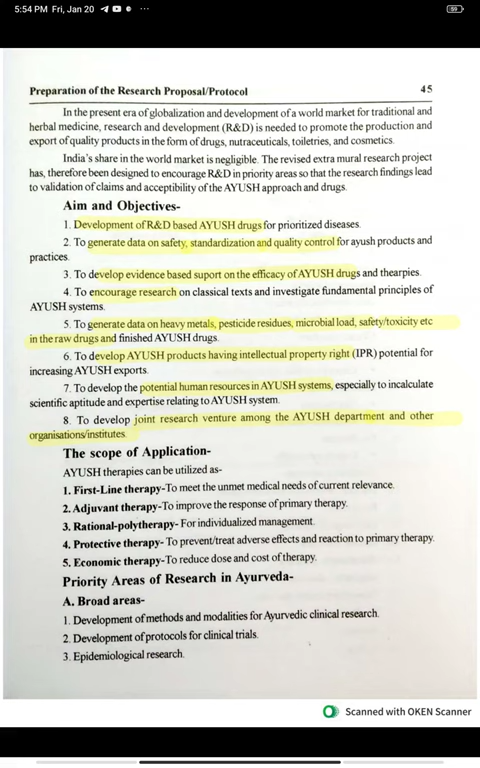 5:54 PM Fri, Jan 20 ...
59
Preparation of the Research Proposal/Protocol 45
In the present era of globalization and development of a world market for traditional and
herbal medicine, research and development (R&D) is needed to promote the production and
export of quality products in the form of drugs, nutraceuticals, toiletries, and cosmetics.
India's share in the world market is negligible. The revised extra mural research project
has, therefore been designed to encourage R&D in priority areas so that the research findings lead
to validation of claims and acceptibility of the AYUSH approach and drugs.
Aim and Objectives-
1. Development of R&D based AYUSH drugs for prioritized diseases.
2. To generate data on safety, standardization and quality control for ayush products and
practices.
3. To develop evidence based suport on the efficacy of AYUSH drugs and thearpies.
4. To encourage research on classical texts and investigate fundamental principles of
AYUSH systems.
5. To generate data on heavy metals, pesticide residues, microbial load, safety/toxicity etc
in the raw drugs and finished AYUSH drugs.
6. To develop AYUSH products having intellectual property right (IPR) potential for
increasing AYUSH exports.
7. To develop the potential human resources in AYUSH systems, especially to incalculate
scientific aptitude and expertise relating to AYUSH system.
8. To develop joint research venture among the AYUSH department and other
organisations/institutes.
The scope of Application-
AYUSH therapies can be utilized as-
1. First-Line therapy-To meet the unmet medical needs of current relevance.
2. Adjuvant therapy-To improve the response of primary therapy.
3. Rational-polytherapy- For individualized management.
4. Protective therapy- To prevent/treat adverse effects and reaction to primary therapy.
5. Economic therapy-To reduce dose and cost of therapy.
Priority Areas of Research in Ayurveda-
A. Broad areas-
1. Development of methods and modalities for Ayurvedic clinical research.
2. Development of protocols for clinical trials.
3. Epidemiological research.
Scanned with OKEN Scanner